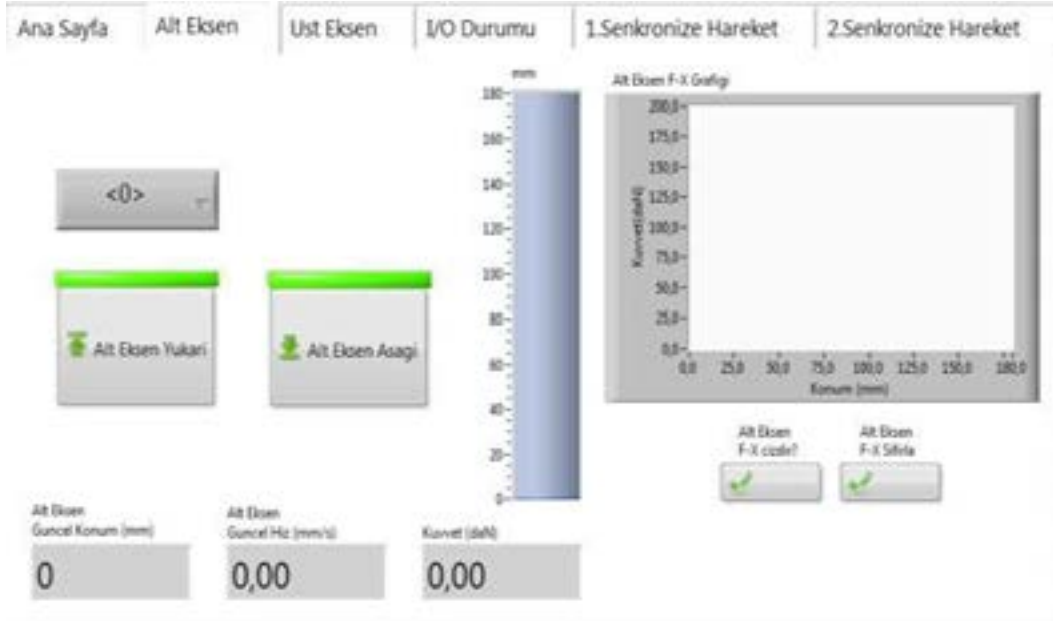 Ana Sayfa
Alt Eksen
Ust Eksen
I/O Durumu
1.Senkronize Hareket
2.Senkronize Hareket
mm
180
160
140
120
100
80
60
40
20
0
Alt Eksen F-X Grafigi
200,0
175,0
150,0
125,0
100,0
75,0
50,0
25,0
0,0
Kuvvet(daN)
0,0 25,0 50,0 75,0 100,0 125,0 150,0 180,0
Konum (mm)
<0>
Alt Eksen Yukari
Alt Eksen Asagi
Alt Eksen
F-X cizdir?
Alt Eksen
F-X Sifirla
Alt Eksen
Guncel Konum (mm)
0
Alt Eksen
Guncel Hiz (mm/s)
0,00
Kuvvet (daN)
0,00